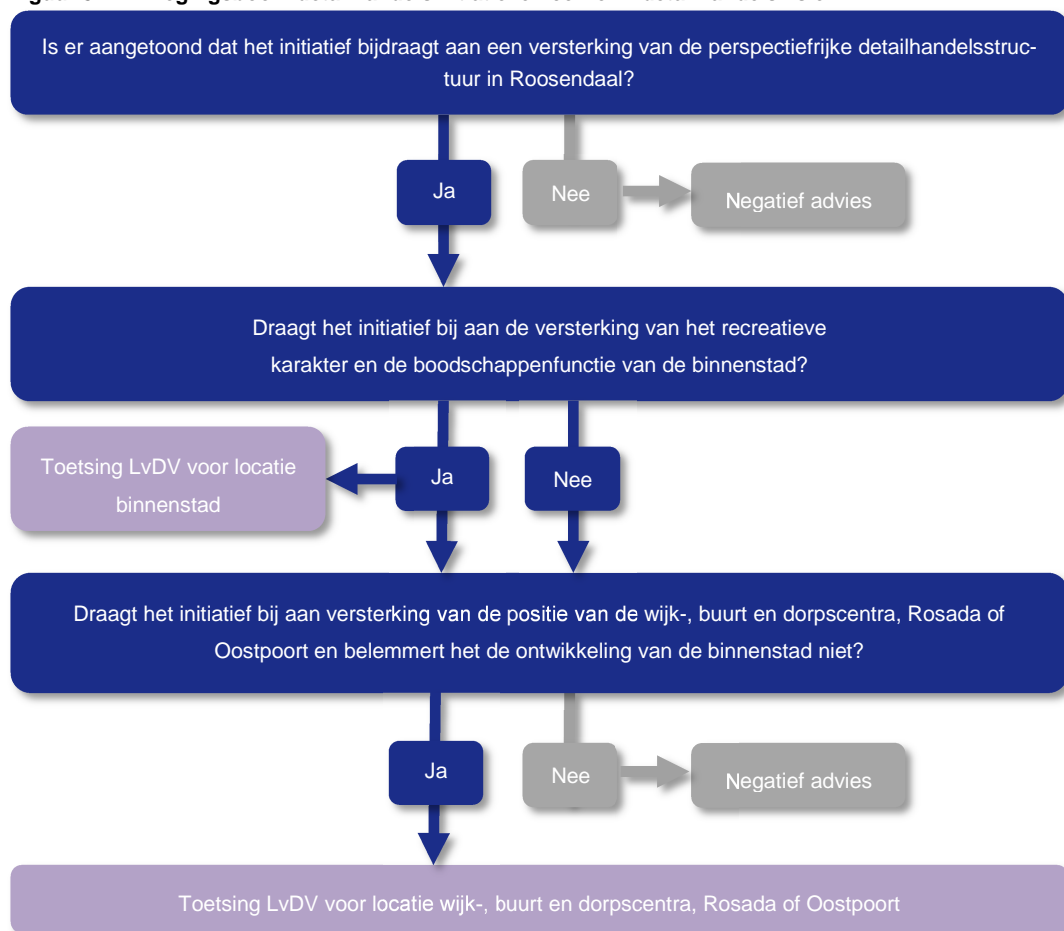 Is er aangetoond dat het initiatief bijdraagt aan een versterking van de perspectiefrijke detailhandelsstruc-
tuur in Roosendaal?
Ja
Nee
Negatief advies
Draagt het initiatief bij aan de versterking van het recreatieve
karakter en de boodschappenfunctie van de binnenstad?
Toetsing LvDV voor locatie
binnenstad
Ja
Nee
Draagt het initiatief bij aan versterking van de positie van de wijk-, buurt en dorpscentra, Rosada of
Oostpoort en belemmert het de ontwikkeling van de binnenstad niet?
Ja
Nee
Negatief advies
Toetsing LvDV voor locatie wijk-, buurt en dorpscentra, Rosada of Oostpoort